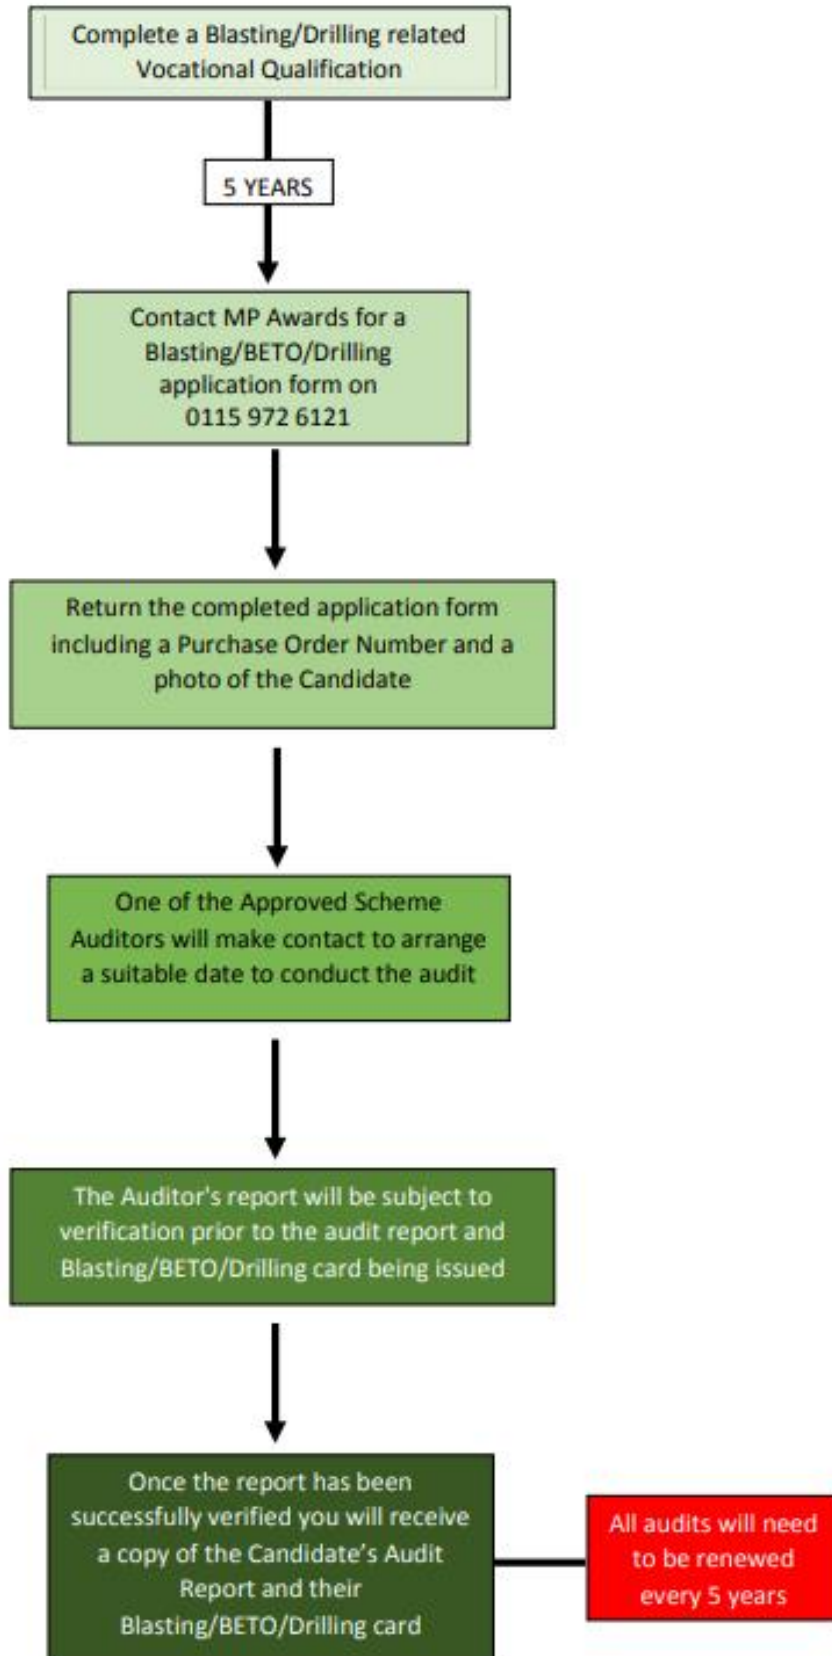 Complete a Blasting/Drilling related
Vocational Qualification
5 YEARS
Contact MP Awards for a
Blasting/BETO/Drilling
application form on
0115 972 6121
Return the completed application form
including a Purchase Order Number and a
photo of the Candidate
One of the Approved Scheme
Auditors will make contact to arrange
a suitable date to conduct the audit
The Auditor's report will be subject to
verification prior to the audit report and
Blasting/BETO/Drilling card being issued
Once the report has been
successfully verified you will receive
a copy of the Candidate’s Audit
Report and their
Blasting/BETO/Drilling card
All audits will need
to be renewed
every 5 years